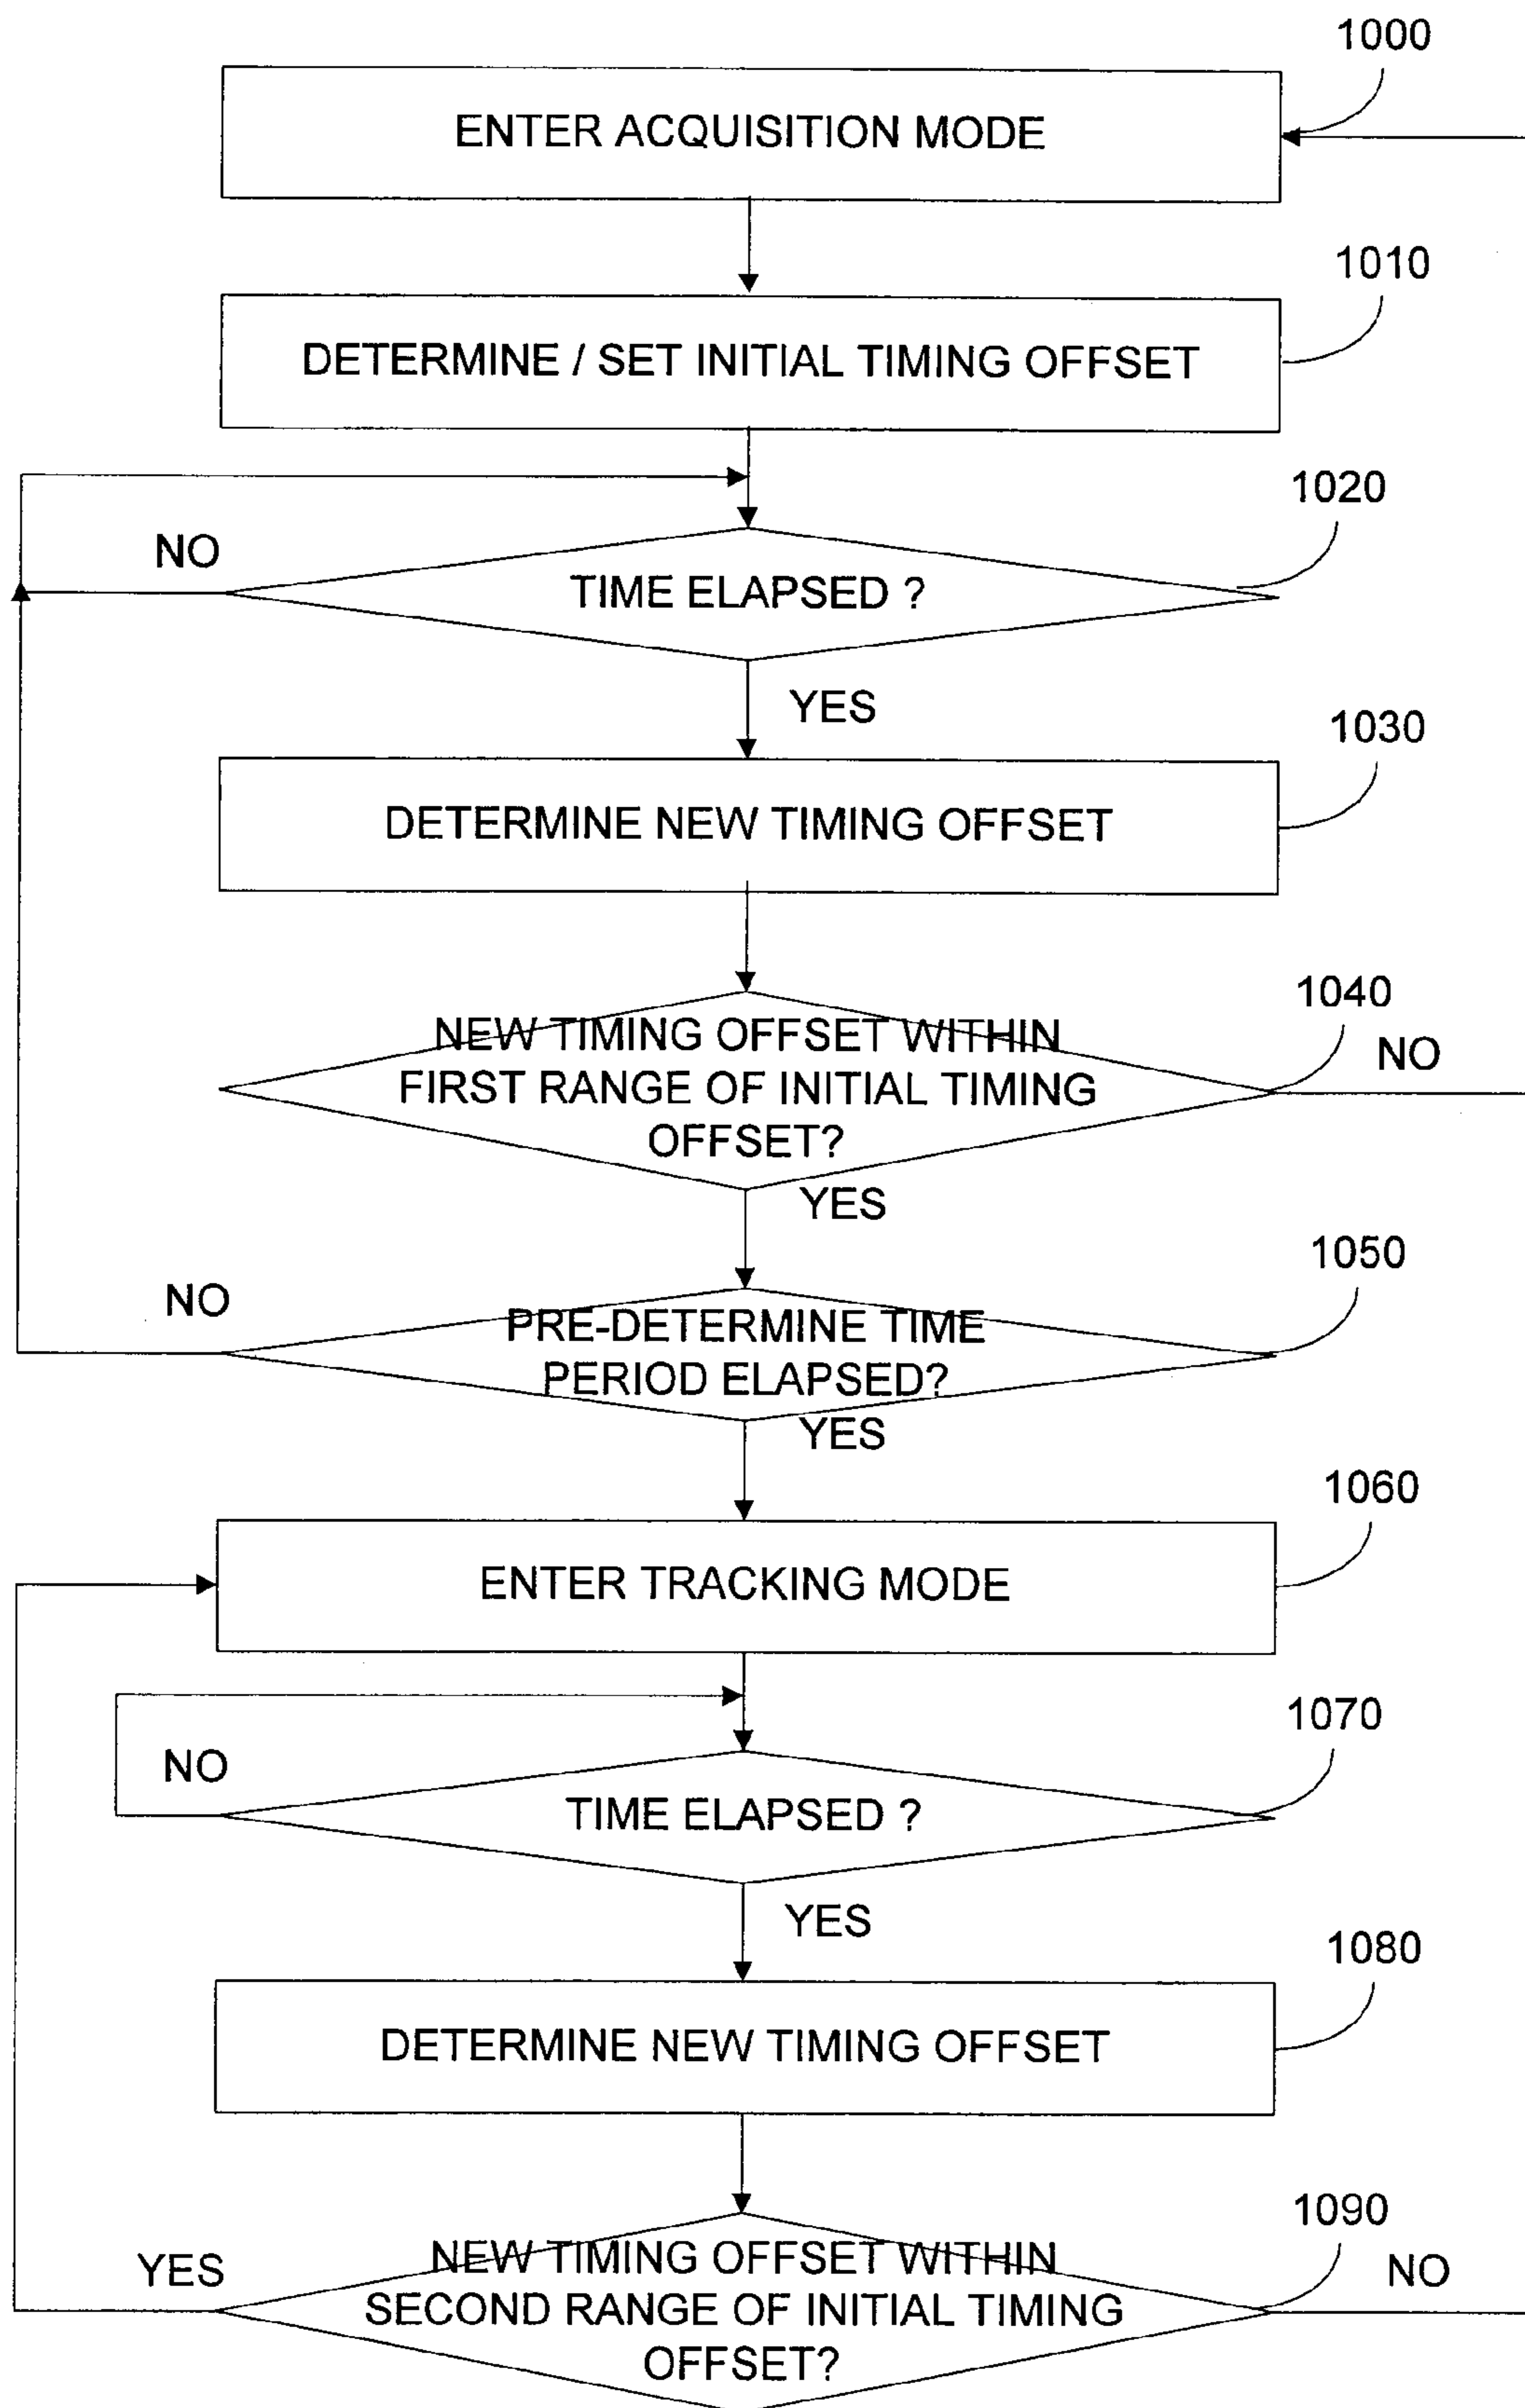 1000
ENTER ACQUISITION MODE
1010
DETERMINE / SET INITIAL TIMING OFFSET
1020
NO
TIME ELAPSED ?
YES
1030
DETERMINE NEW TIMING OFFSET
1040
NEW TIMING OFFSET WITHIN
NO
FIRST RANGE OF INITIAL TIMING
OFFSET?
YES
1050
NO
PRE-DETERMINE TIME
PERIOD ELAPSED?
YES
1060
ENTER TRACKING MODE
1070
NO
TIME ELAPSED ?
YES
1080
DETERMINE NEW TIMING OFFSET
1090
YES
NEW TIMING OFFSET WITHIN
NO
SECOND RANGE OF INITIAL TIMING
OFFSET?